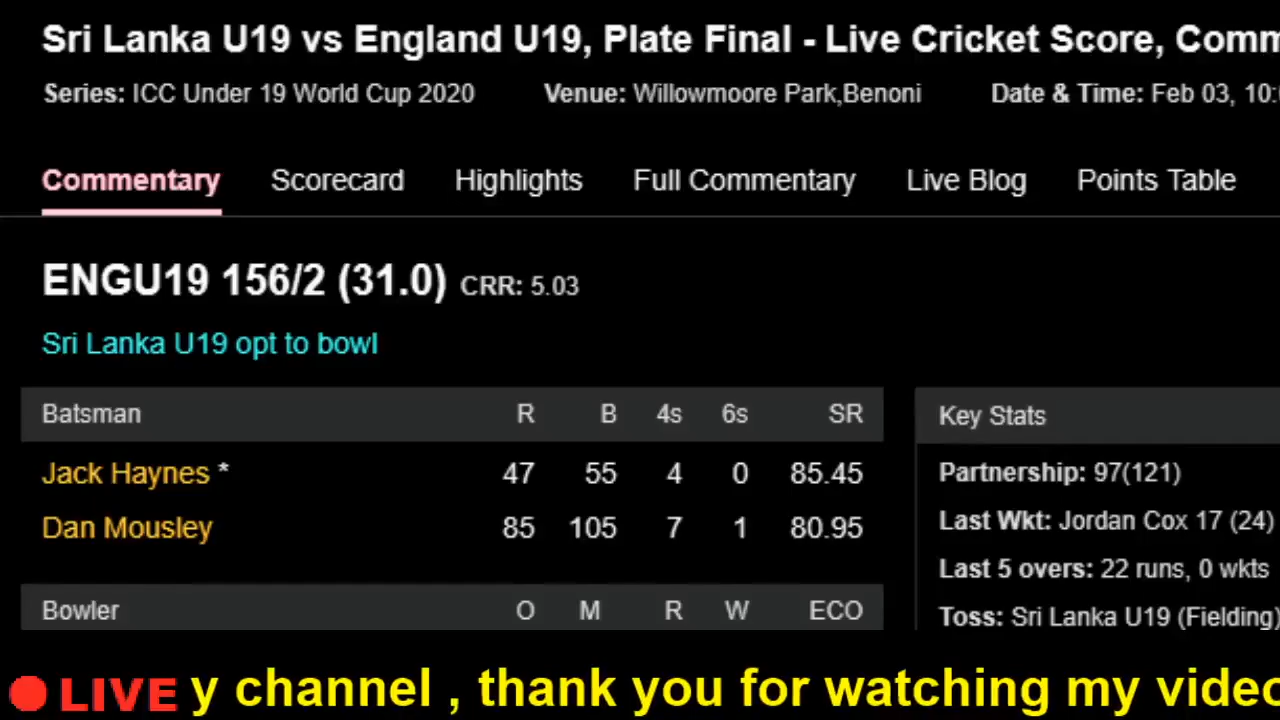 Sri Lanka U19 vs England U19, Plate Final - Live Cricket Score, Comm
Series: ICC Under 19 World Cup 2020 Venue: Willowmoore Park,Benoni Date & Time: Feb 03, 10:
Commentary Scorecard Highlights Full Commentary Live Blog Points Table
ENGU19 156/2 (31.0) CRR: 5.03
Sri Lanka U19 opt to bowl
Batsman R B 4s 6s SR
Jack Haynes * 47 55 4 0 85.45
Dan Mousley 85 105 7 1 80.95
Bowler O M R W ECO
Key Stats
Partnership: 97(121)
Last Wkt: Jordan Cox 17 (24)
Last 5 overs: 22 runs, 0 wkts
Toss: Sri Lanka U19 (Fielding)
LIVE y channel , thank you for watching my video